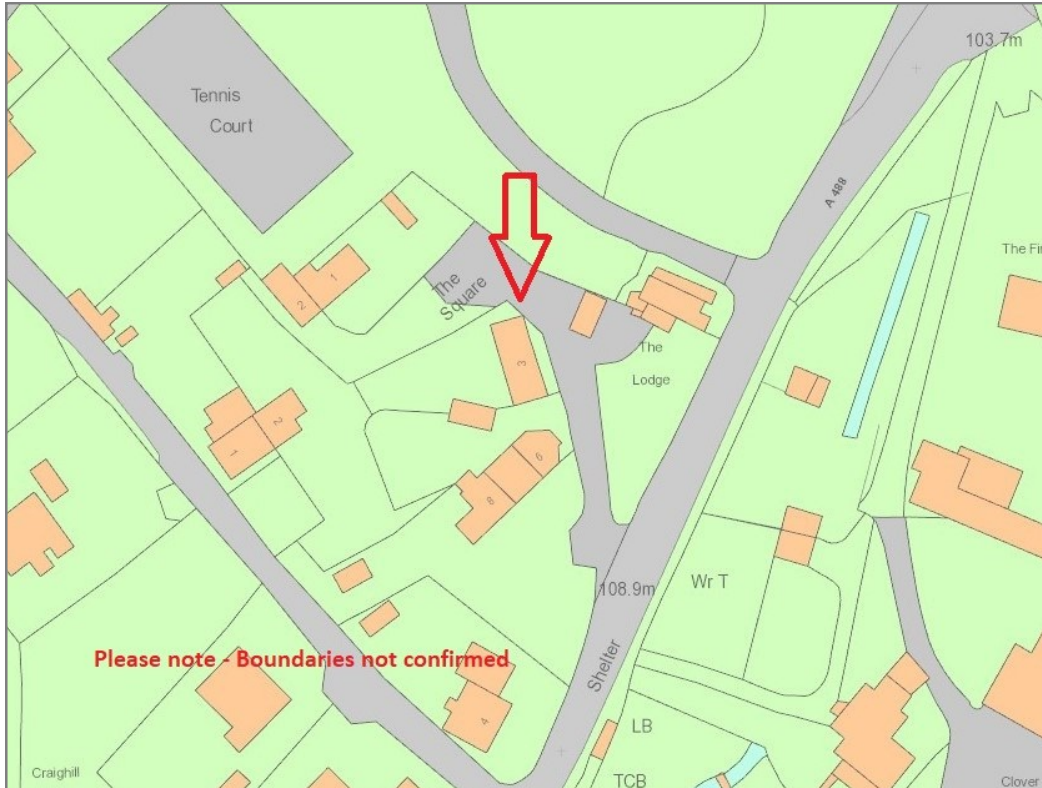 103.7m
Tennis
Court
A 488
The
Square
1
2
The Fir
3
The
Lodge
2
1
6
8
108.9m
Wr T
Please note - Boundaries not confirmed
Shelter
4
LB
Craighill
TCB
Clover